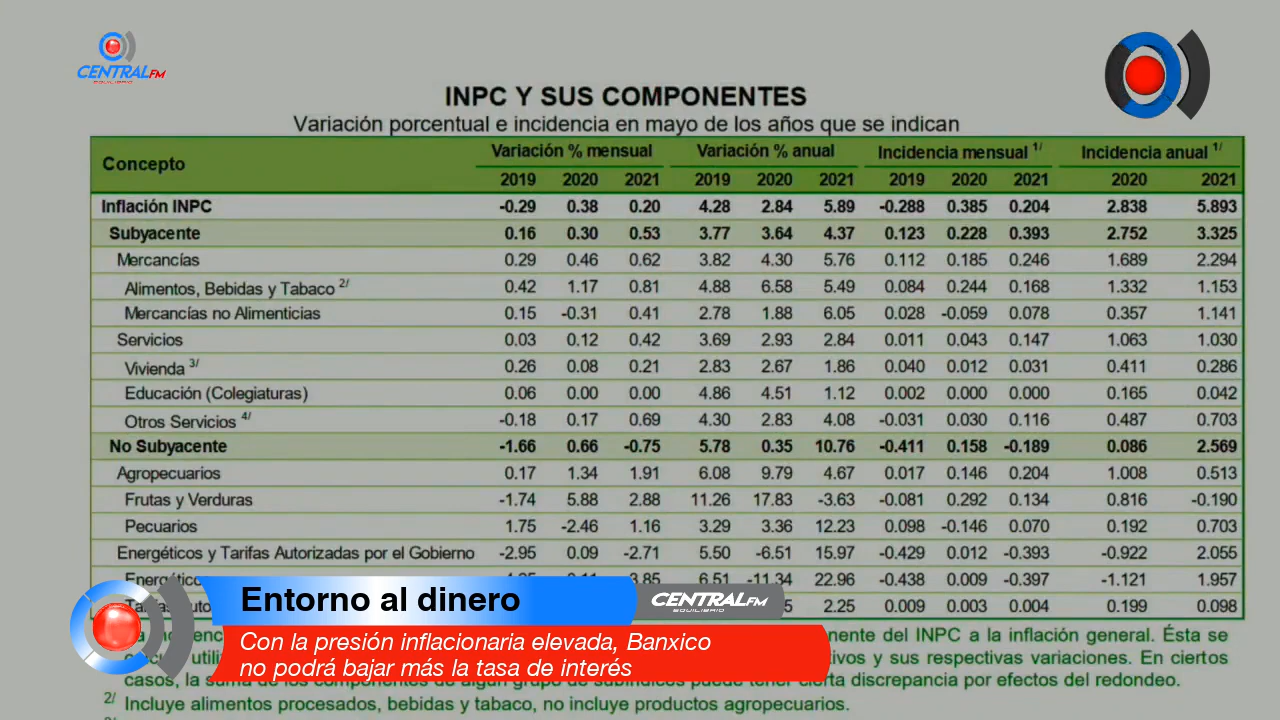 CENTRALFM
EQUILIBRIO
INPC Y SUS COMPONENTES
Variación porcentual e incidencia en mayo de los años que se indican
Concepto Variación % mensual Variación % anual Incidencia mensual 1/ Incidencia anual 1/
2019 2020 2021 2019 2020 2021 2019 2020 2021 2020 2021
Inflación INPC -0.29 0.38 0.20 4.28 2.84 5.89 -0.288 0.385 0.204 2.838 5.893
Subyacente 0.16 0.30 0.53 3.77 3.64 4.37 0.123 0.228 0.393 2.752 3.325
Mercancías 0.29 0.46 0.62 3.82 4.30 5.76 0.112 0.185 0.246 1.689 2.294
Alimentos, Bebidas y Tabaco 2/ 0.42 1.17 0.81 4.88 6.58 5.49 0.084 0.244 0.168 1.332 1.153
Mercancías no Alimenticias 0.15 -0.31 0.41 2.78 1.88 6.05 0.028 -0.059 0.078 0.357 1.141
Servicios 0.03 0.12 0.42 3.69 2.93 2.84 0.011 0.043 0.147 1.063 1.030
Vivienda 3/ 0.26 0.08 0.21 2.83 2.67 1.86 0.040 0.012 0.031 0.411 0.286
Educación (Colegiaturas) 0.06 0.00 0.00 4.86 4.51 1.12 0.002 0.000 0.000 0.165 0.042
Otros Servicios 4/ -0.18 0.17 0.69 4.30 2.83 4.08 -0.031 0.030 0.116 0.487 0.703
No Subyacente -1.66 0.66 -0.75 5.78 0.35 10.76 -0.411 0.158 -0.189 0.086 2.569
Agropecuarios 0.17 1.34 1.91 6.08 9.79 4.67 0.017 0.146 0.204 1.008 0.513
Frutas y Verduras -1.74 5.88 2.88 11.26 17.83 -3.63 -0.081 0.292 0.134 0.816 -0.190
Pecuarios 1.75 -2.46 1.16 3.29 3.36 12.23 0.098 -0.146 0.070 0.192 0.703
Energéticos y Tarifas Autorizadas por el Gobierno -2.95 0.09 -2.71 5.50 -6.51 15.97 -0.429 0.012 -0.393 -0.922 2.055
6.51 -11.34 22.96 -0.438 0.009 -0.397 -1.121 1.957
2.25 0.009 0.003 0.004 0.199 0.098
Entorno al dinero
CENTRALFM
EQUILIBRIO
Con la presión inflacionaria elevada, Banxico
no podrá bajar más la tasa de interés
del INPC a la inflación general. Ésta se
y sus respectivas variaciones. En ciertos
casos, la discrepancia por efectos del redondeo.
2/ Incluye alimentos procesados, bebidas y tabaco, no incluye productos agropecuarios.